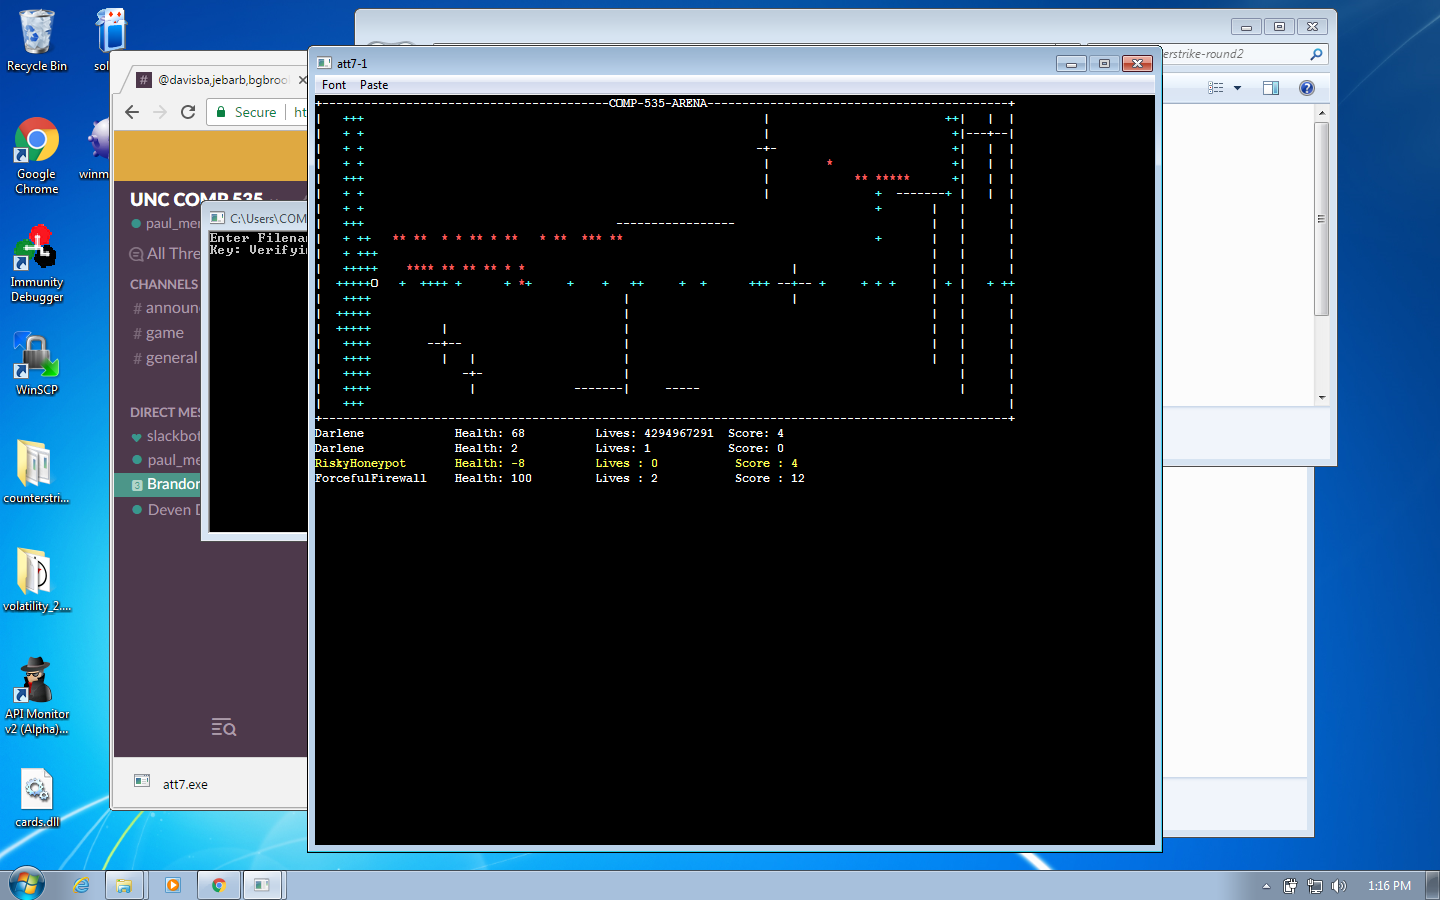 Recycle Bin
sol
Google
Chrome
winm
Immunity
Debugger
WinSCP
counterstri...
volatility_2....
API Monitor
v2 (Alpha)...
cards.dll
erstrike-round2
@davisba,jebarb,bgbroo
Secure
ht
UNC COMP 535
paul_me
All Thre
CHANNELS
# announ
# game
# general
DIRECT MES
slackbot
paul_me
3 Brandor
Deven D
att7.exe
C:\Users\COM
Enter Filenam
Key: Verifyin
att7-1
Font Paste
COMP-535-ARENA
Darlene Health: 68 Lives: 4294967291 Score: 4
Darlene Health: 2 Lives: 1 Score: 0
RiskyHoneypot Health: -8 Lives : 0 Score : 4
ForcefulFirewall Health: 100 Lives : 2 Score : 12
1:16 PM